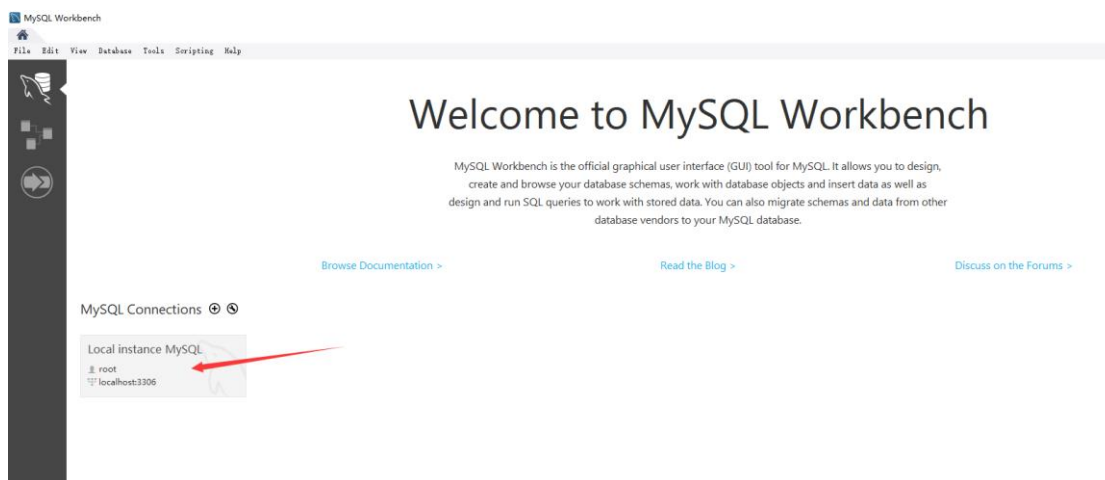 MySQL Workbench
File Edit View Database Tools Scripting Help
Welcome to MySQL Workbench
MySQL Workbench is the official graphical user interface (GUI) tool for MySQL. It allows you to design,
create and browse your database schemas, work with database objects and insert data as well as
design and run SQL queries to work with stored data. You can also migrate schemas and data from other
database vendors to your MySQL database.
Browse Documentation >
Read the Blog >
Discuss on the Forums >
MySQL Connections
Local instance MySQL
root
localhost:3306